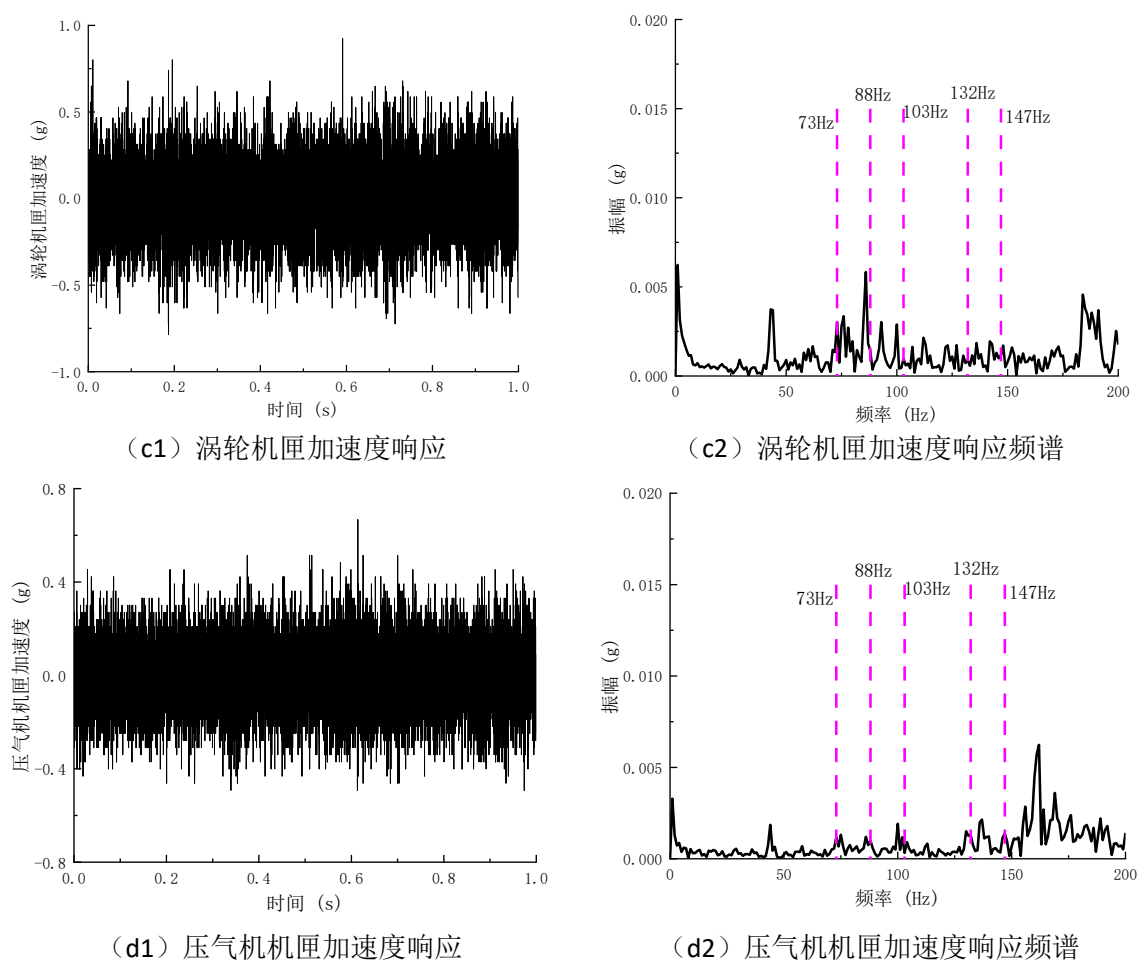 1.0
0.5
0.0
-0.5
-1.0
涡轮机匣加速度 (g)
0.0 0.2 0.4 0.6 0.8 1.0
时间 (s)
(c1)涡轮机匣加速度响应
0.020
0.015
0.010
0.005
0.000
振幅 (g)
73Hz
88Hz
103Hz
132Hz
147Hz
0 50 100 150 200
频率 (Hz)
(c2)涡轮机匣加速度响应频谱
0.8
0.4
0.0
-0.4
-0.8
压气机机匣加速度 (g)
0.0 0.2 0.4 0.6 0.8 1.0
时间 (s)
(d1)压气机机匣加速度响应
0.020
0.015
0.010
0.005
0.000
振幅 (g)
73Hz
88Hz
103Hz
132Hz
147Hz
0 50 100 150 200
频率 (Hz)
(d2)压气机机匣加速度响应频谱